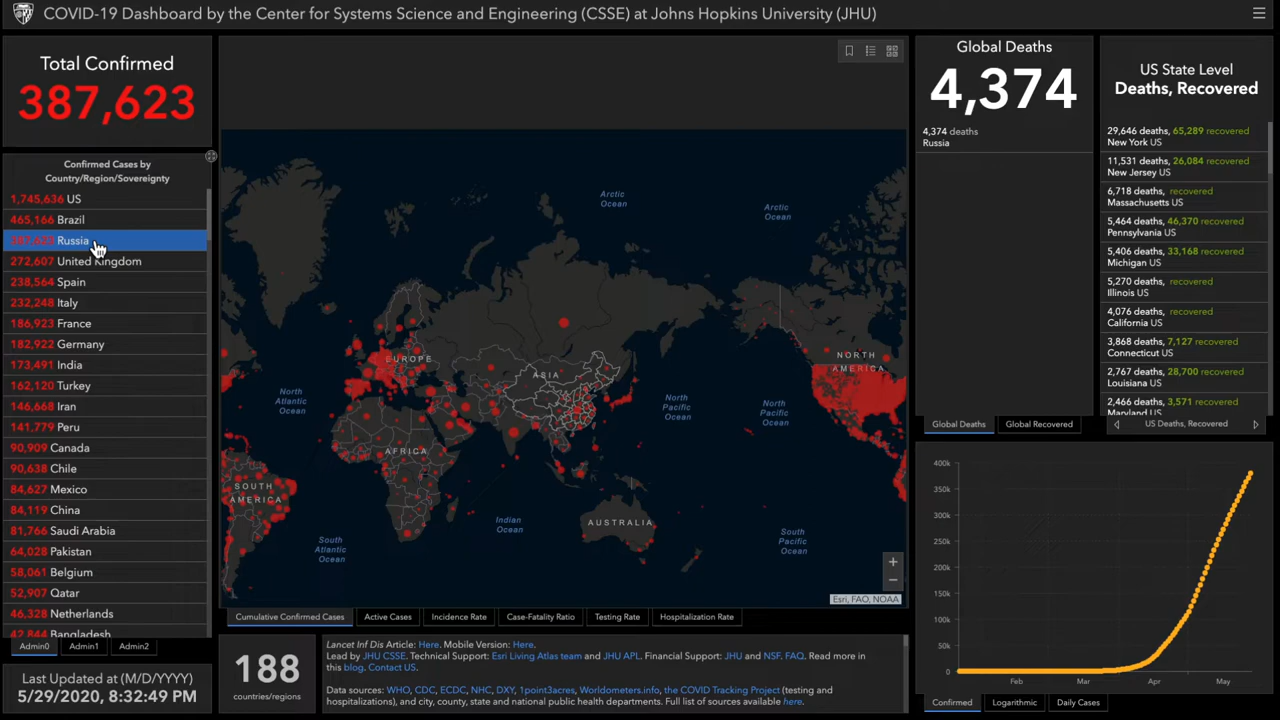 COVID-19 Dashboard by the Center for Systems Science and Engineering (CSSE) at Johns Hopkins University (JHU)
Total Confirmed
387,623
Confirmed Cases by
Country/Region/Sovereignty
1,745,636 US
465,166 Brazil
387,623 Russia
272,607 United Kingdom
238,564 Spain
232,248 Italy
186,923 France
182,922 Germany
173,491 India
162,120 Turkey
146,668 Iran
141,779 Peru
90,909 Canada
90,638 Chile
84,627 Mexico
84,119 China
81,766 Saudi Arabia
64,028 Pakistan
58,061 Belgium
52,907 Qatar
46,328 Netherlands
42,844 Bangladesh
Admin0
Admin1
Admin2
Last Updated at (M/D/YYYY)
5/29/2020, 8:32:49 PM
Arctic
Ocean
Arctic
Ocean
EUROPE
ASIA
NORTH
AMERICA
North
Atlantic
Ocean
North
Pacific
Ocean
North
Pacific
Ocean
AFRICA
SOUTH
AMERICA
Indian
Ocean
AUSTRALIA
South
Atlantic
Ocean
South
Pacific
Ocean
+
−
Esri, FAO, NOAA
Cumulative Confirmed Cases
Active Cases
Incidence Rate
Case-Fatality Ratio
Testing Rate
Hospitalization Rate
188
countries/regions
Lancet Inf Dis Article: Here. Mobile Version: Here.
Lead by JHU CSSE. Technical Support: Esri Living Atlas team and JHU APL. Financial Support: JHU and NSF. FAQ. Read more in
this blog. Contact US.
Data sources: WHO, CDC, ECDC, NHC, DXY, 1point3acres, Worldometers.info, the COVID Tracking Project (testing and
hospitalizations), and city, county, state and national public health departments. Full list of sources available here.
Global Deaths
4,374
4,374 deaths
Russia
Global Deaths
Global Recovered
US State Level
Deaths, Recovered
29,646 deaths, 65,289 recovered
New York US
11,531 deaths, 26,084 recovered
New Jersey US
6,718 deaths, recovered
Massachusetts US
5,464 deaths, 46,370 recovered
Pennsylvania US
5,406 deaths, 33,168 recovered
Michigan US
5,270 deaths, recovered
Illinois US
4,076 deaths, recovered
California US
3,868 deaths, 7,127 recovered
Connecticut US
2,767 deaths, 28,700 recovered
Louisiana US
2,466 deaths, 3,571 recovered
Maryland US
US Deaths, Recovered
400k
350k
300k
250k
200k
150k
100k
50k
0
Feb
Mar
Apr
May
Confirmed
Logarithmic
Daily Cases